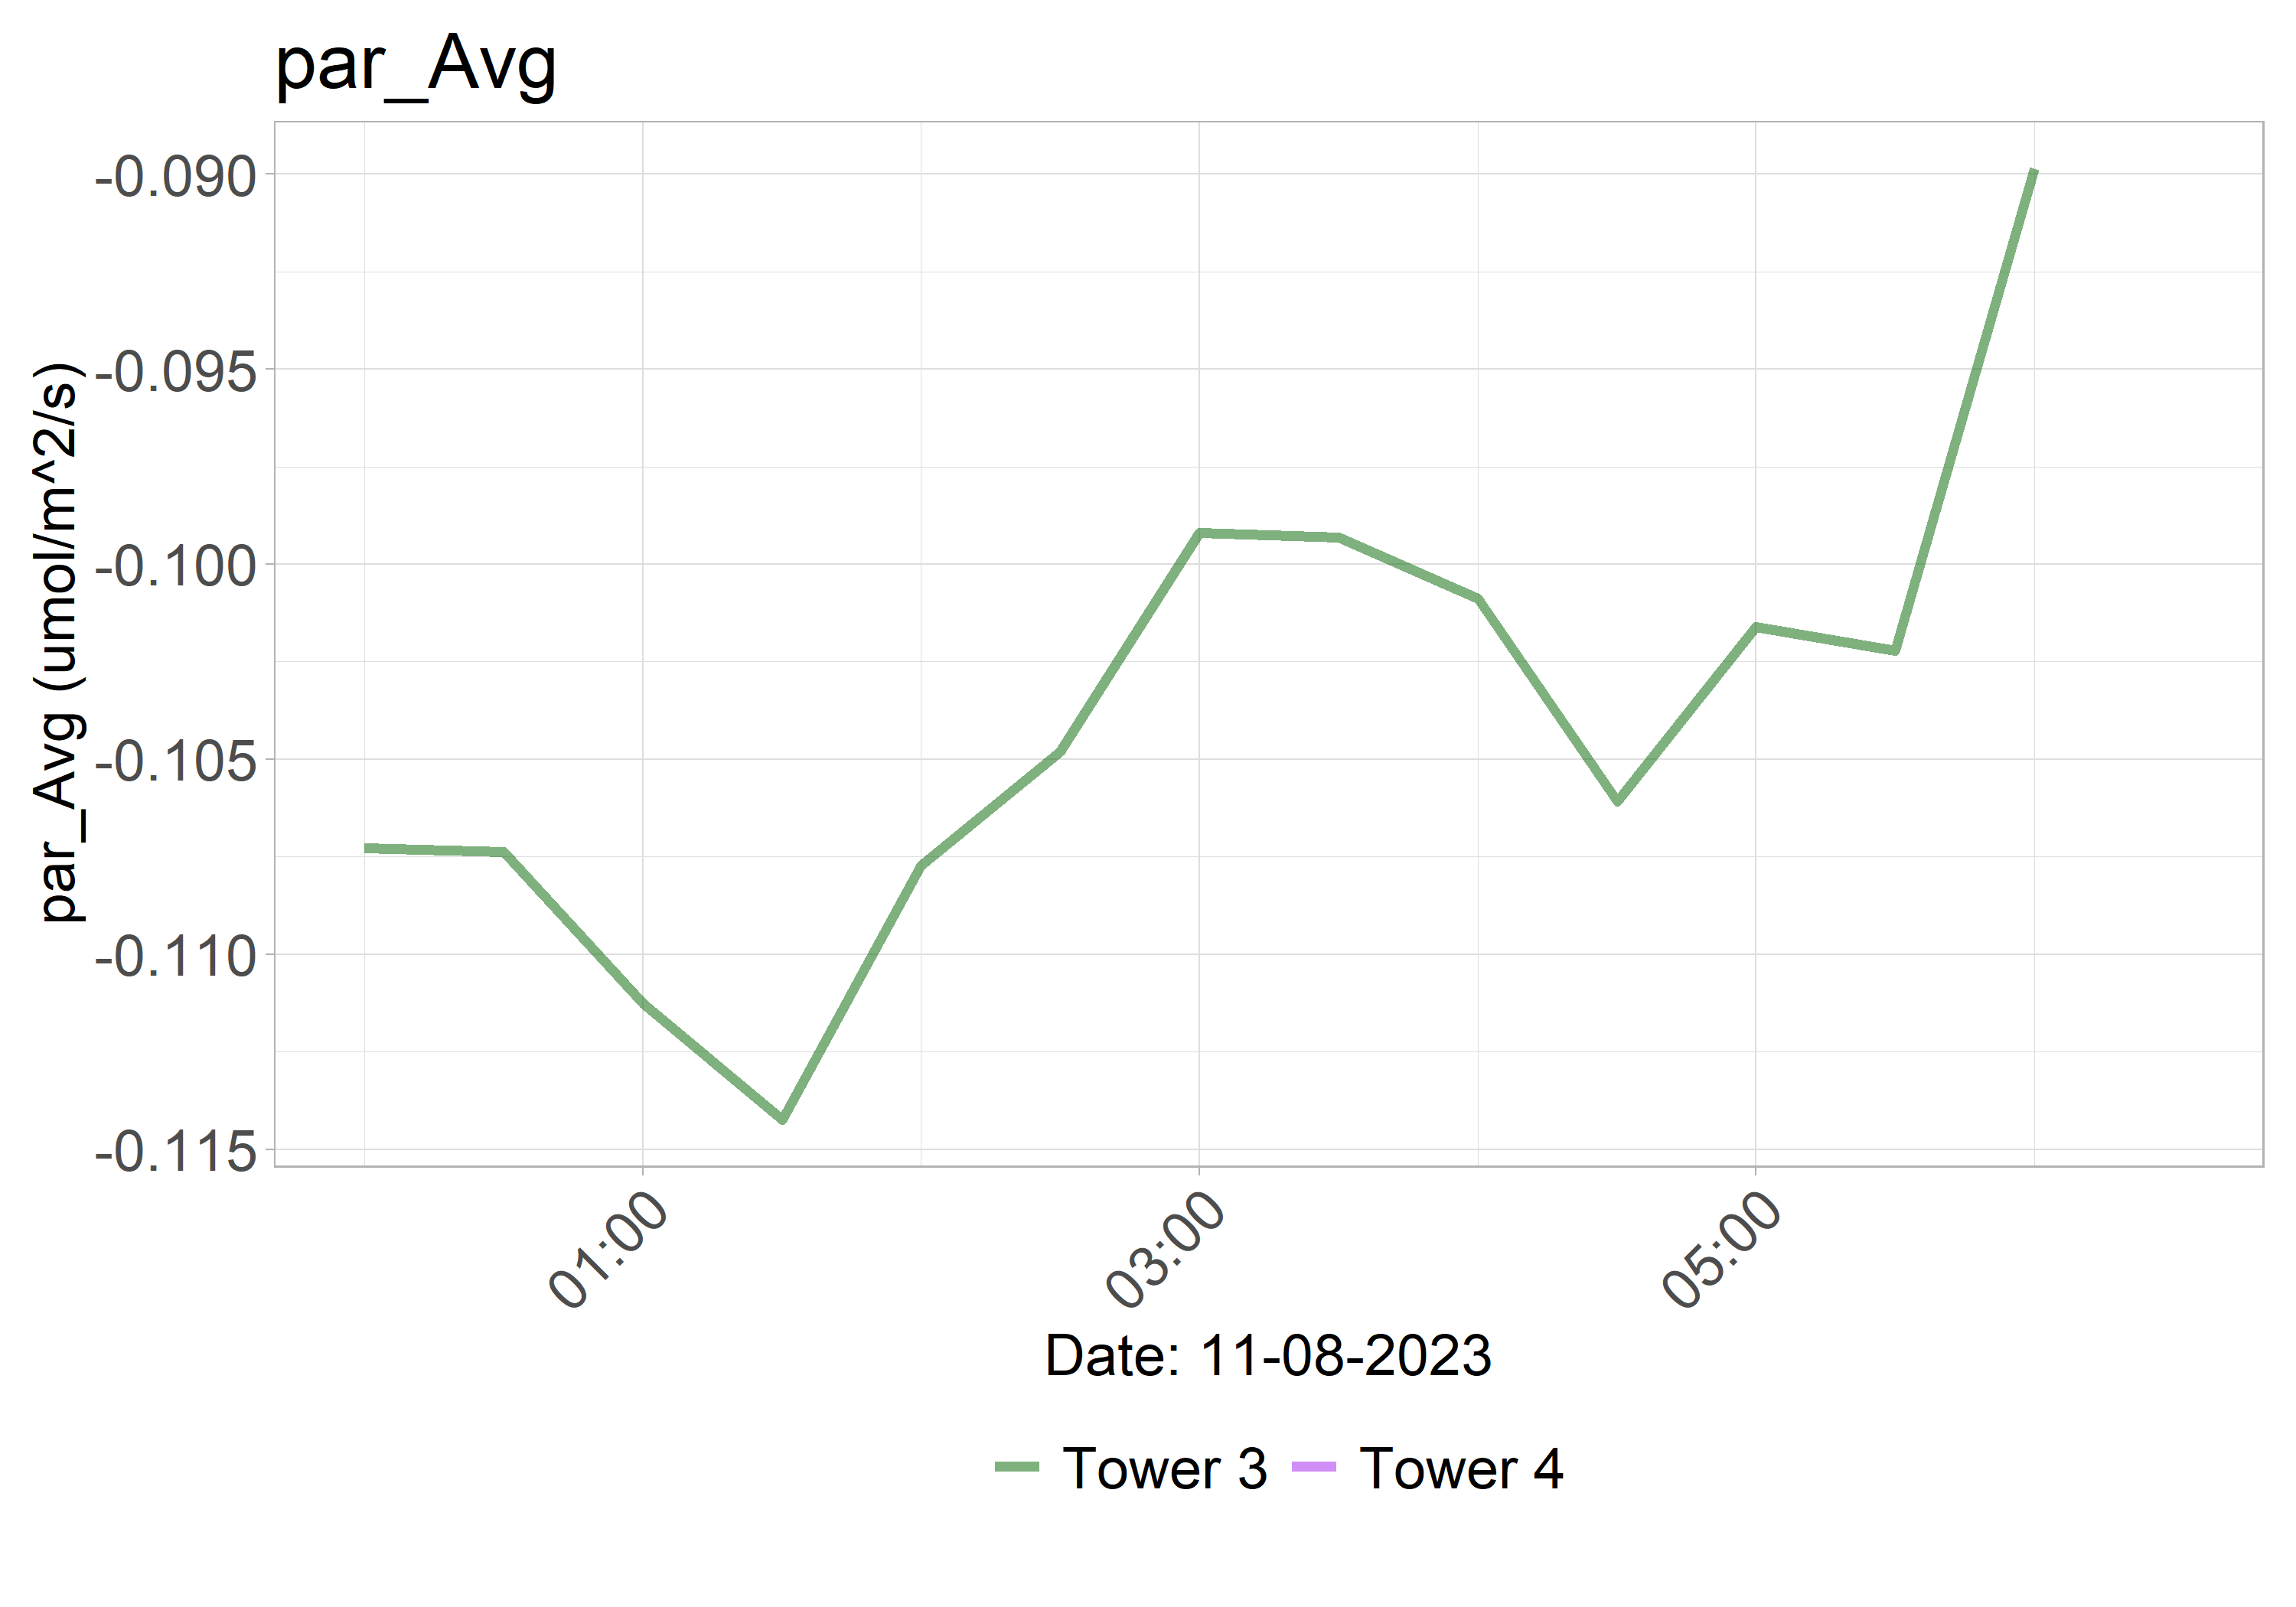 par_Avg
par_Avg (umol/m^2/s)
-0.090
-0.095
-0.100
-0.105
-0.110
-0.115
01:00
03:00
05:00
Date: 11-08-2023
Tower 3
Tower 4